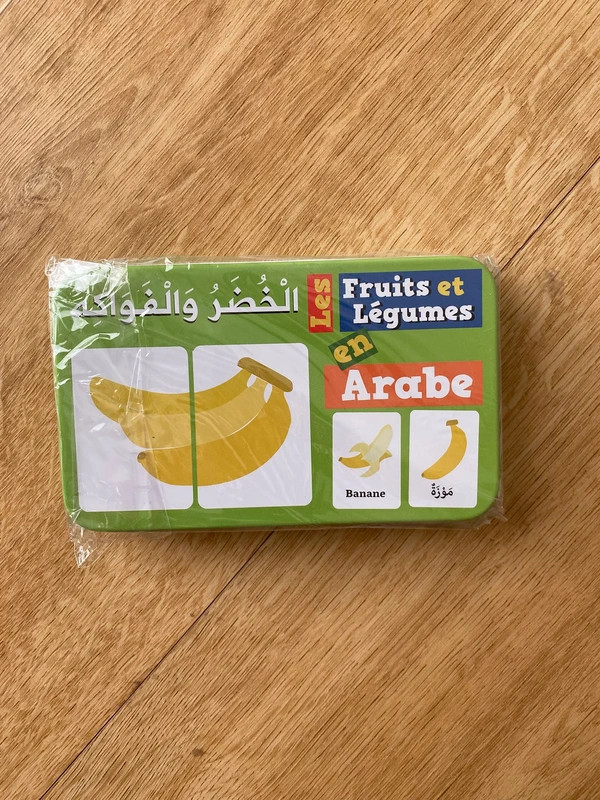 الْخُضَرُ وَالْفَوَاكَهُ
Les
Fruits et
Légumes
en
Arabe
Banane
مَوْزَةٌ